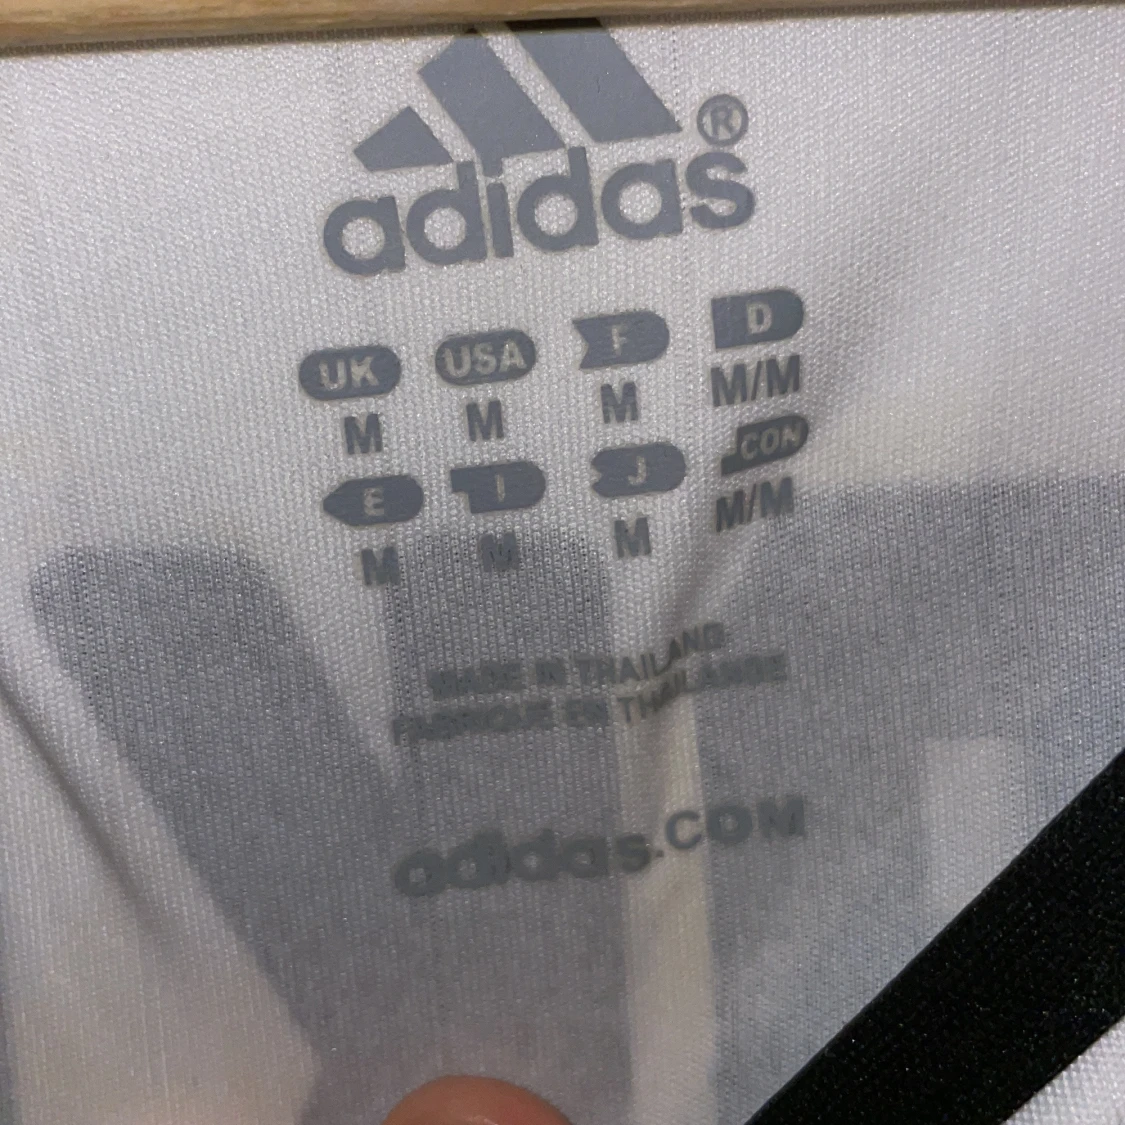 adidas®
UK USA F D
M M M M/M
E I J CON
M M M M/M
MADE IN THAILAND
FABRIQUE EN THAILANDE
adidas.COM